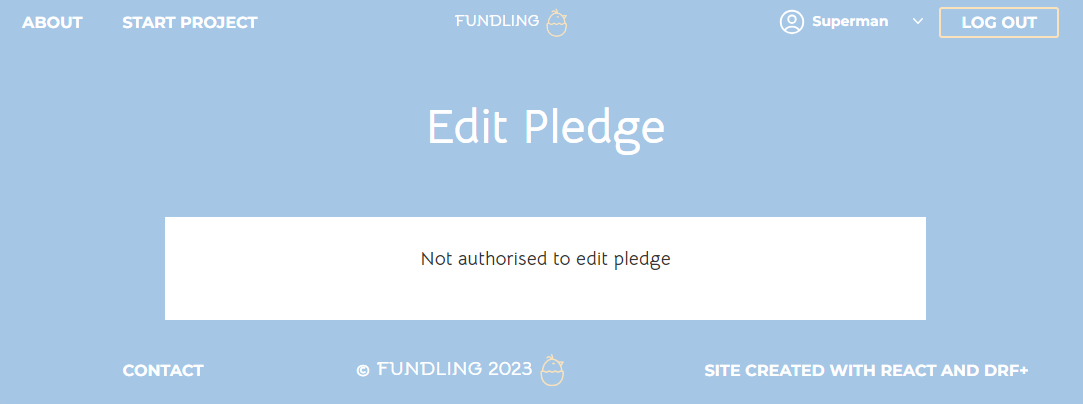 ABOUT START PROJECT FUNDLING Superman LOG OUT
Edit Pledge
Not authorised to edit pledge
CONTACT © FUNDLING 2023 SITE CREATED WITH REACT AND DRF+